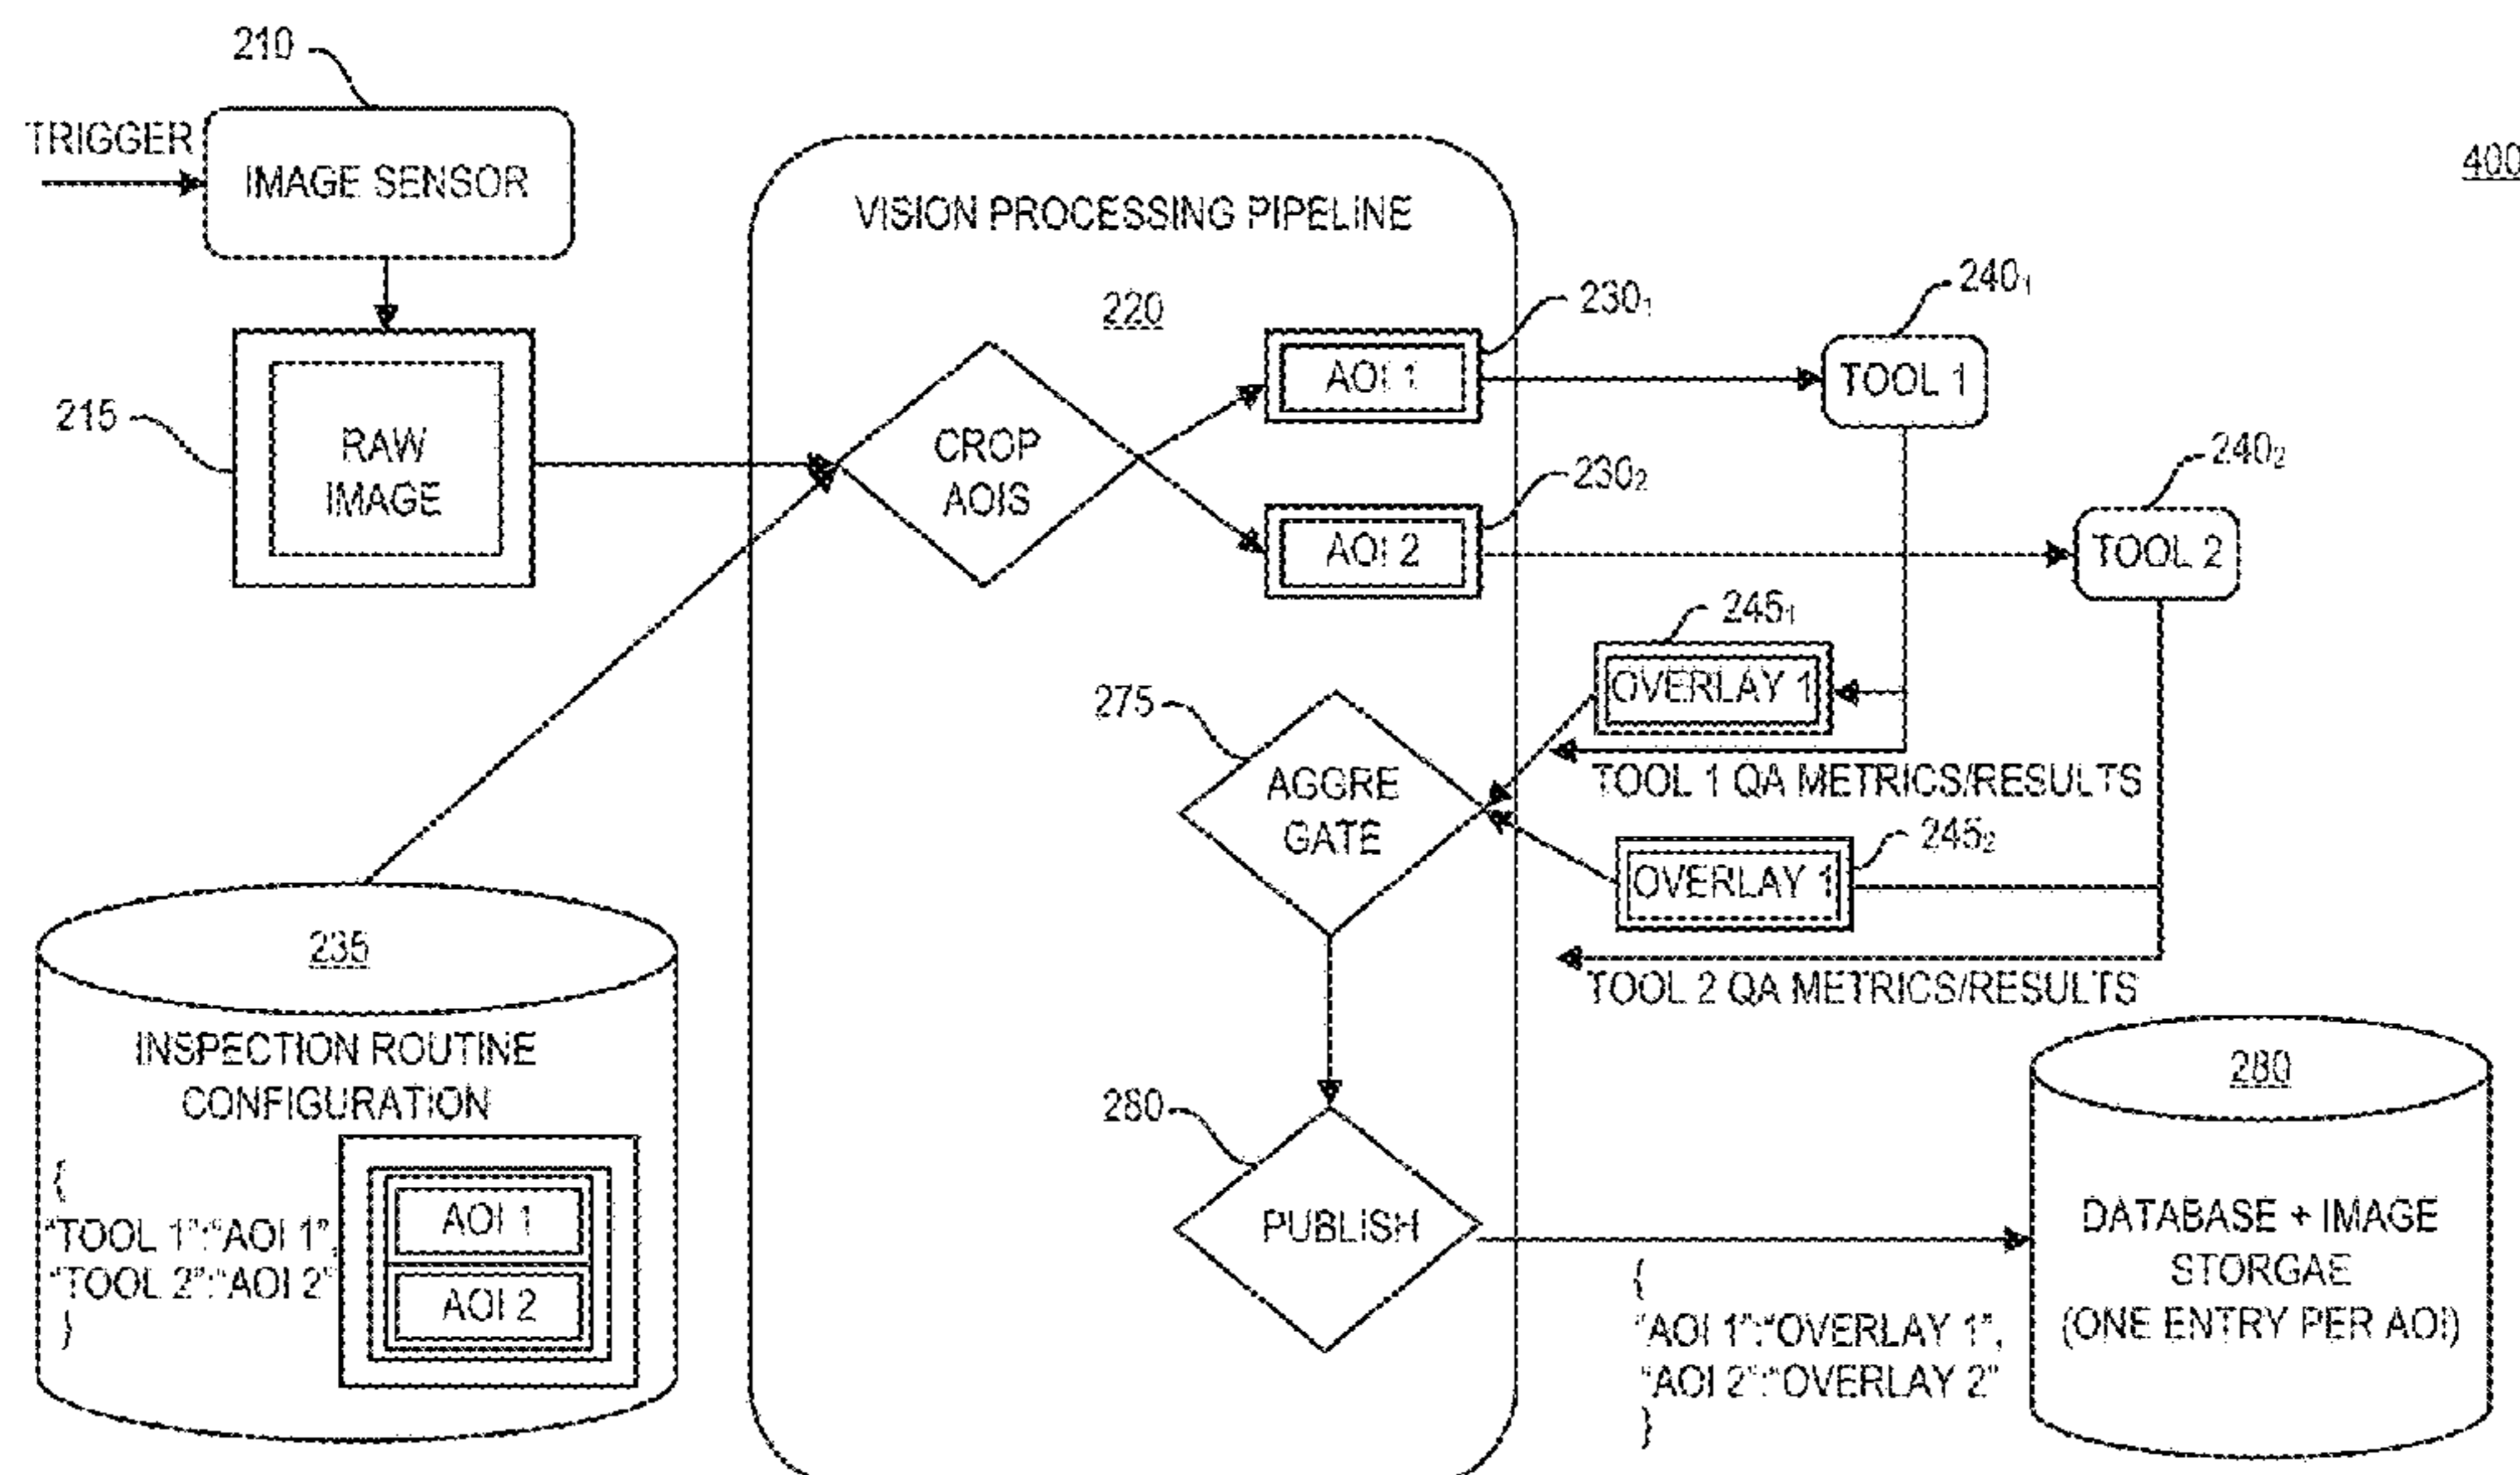 210
TRIGGER
IMAGE SENSOR
400
VISION PROCESSING PIPELINE
220
215
RAW
IMAGE
CROP
AOIS
230₁
AOI 1
240₁
TOOL 1
230₂
AOI 2
240₂
TOOL 2
245₁
OVERLAY 1
275
AGGRE
GATE
TOOL 1 QA METRICS/RESULTS
245₂
OVERLAY 1
TOOL 2 QA METRICS/RESULTS
235
INSPECTION ROUTINE
CONFIGURATION
{
"TOOL 1":"AOI 1",
"TOOL 2":"AOI 2"
}
AOI 1
AOI 2
280
PUBLISH
{
"AOI 1":"OVERLAY 1",
"AOI 2":"OVERLAY 2"
}
280
DATABASE + IMAGE
STORGAE
(ONE ENTRY PER AOI)